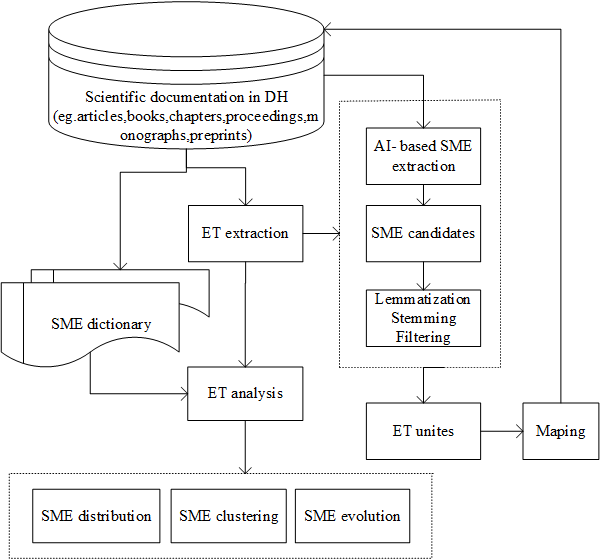 Scientific documentation in DH
(eg.articles,books,chapters,proceedings,m
onographs,preprints)
AI- based SME
extraction
ET extraction
SME candidates
Lemmatization
Stemming
Filtering
SME dictionary
ET analysis
ET unites
Maping
SME distribution
SME clustering
SME evolution